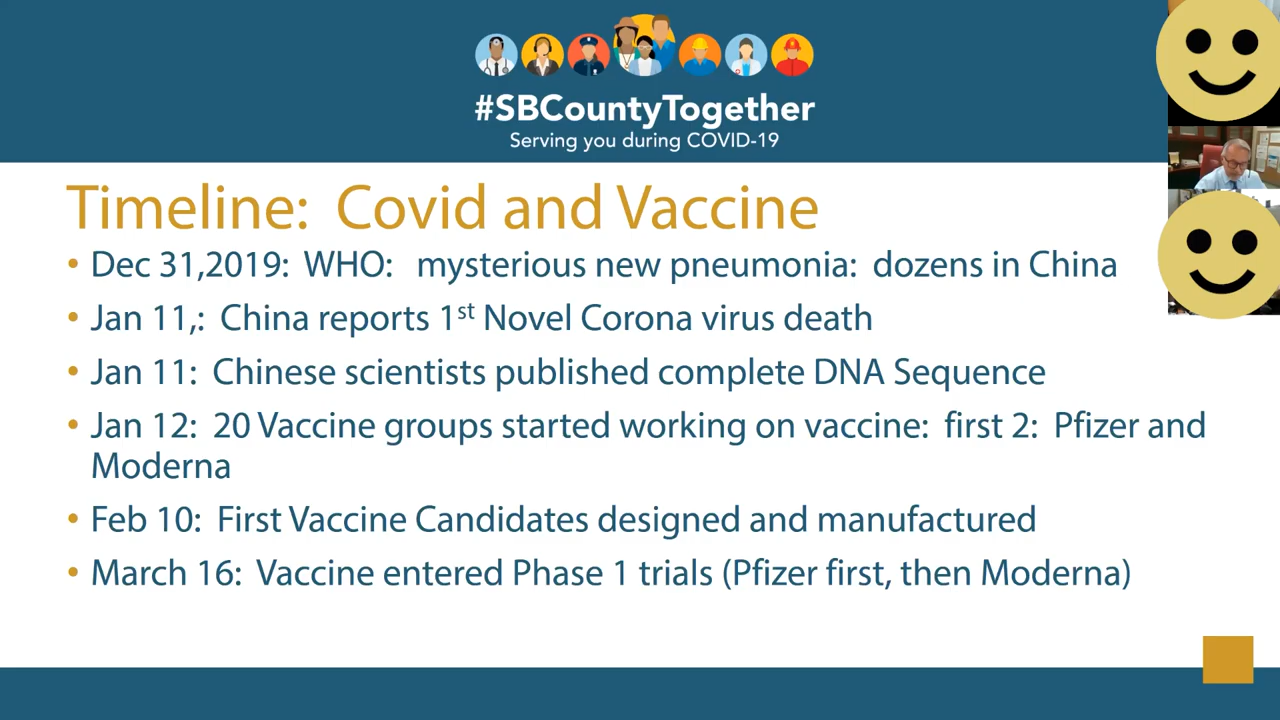 #SBCountyTogether
Serving you during COVID-19
Timeline: Covid and Vaccine
• Dec 31,2019: WHO: mysterious new pneumonia: dozens in China
• Jan 11,: China reports 1st Novel Corona virus death
• Jan 11: Chinese scientists published complete DNA Sequence
• Jan 12: 20 Vaccine groups started working on vaccine: first 2: Pfizer and
Moderna
• Feb 10: First Vaccine Candidates designed and manufactured
• March 16: Vaccine entered Phase 1 trials (Pfizer first, then Moderna)